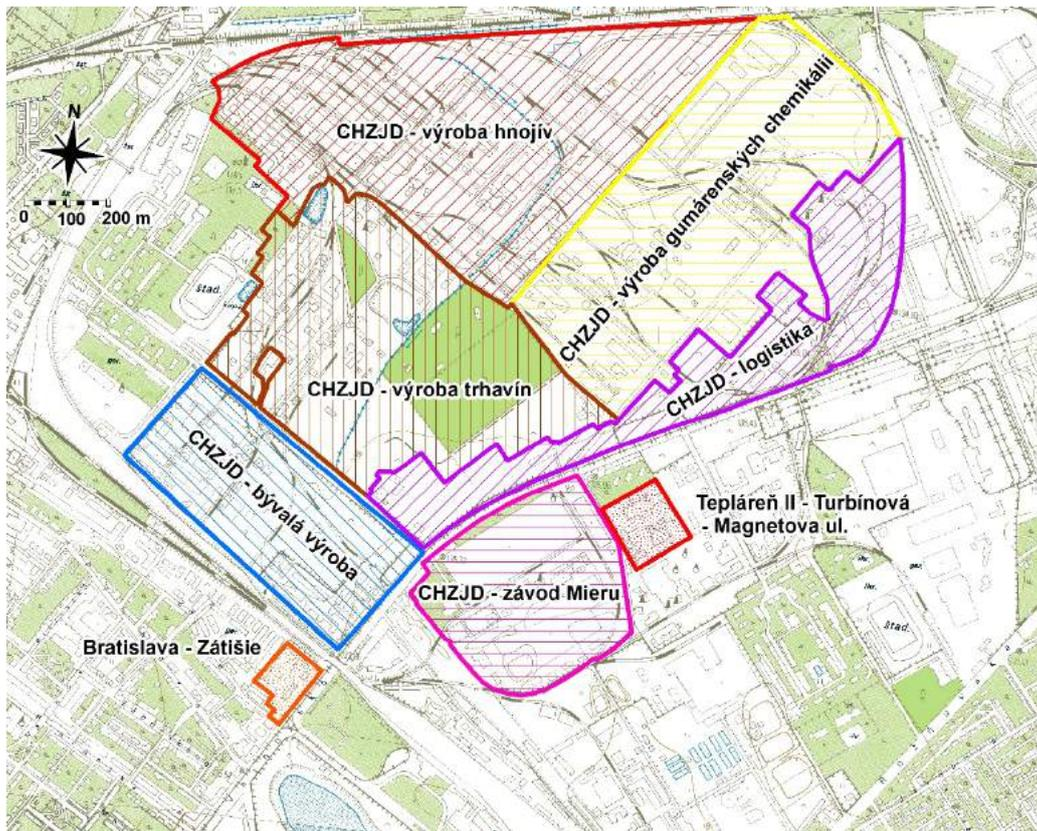 CHZJD - výroba hnojív
N
0 100 200 m
CHZJD - výroba gumárenských chemikálií
štad.
CHZJD - výroba trhavín
CHZJD - logistika
CHZJD - bývalá výroba
Tepláreň II - Turbínová
- Magnetova ul.
CHZJD - závod Mieru
štad.
Bratislava - Zátišie